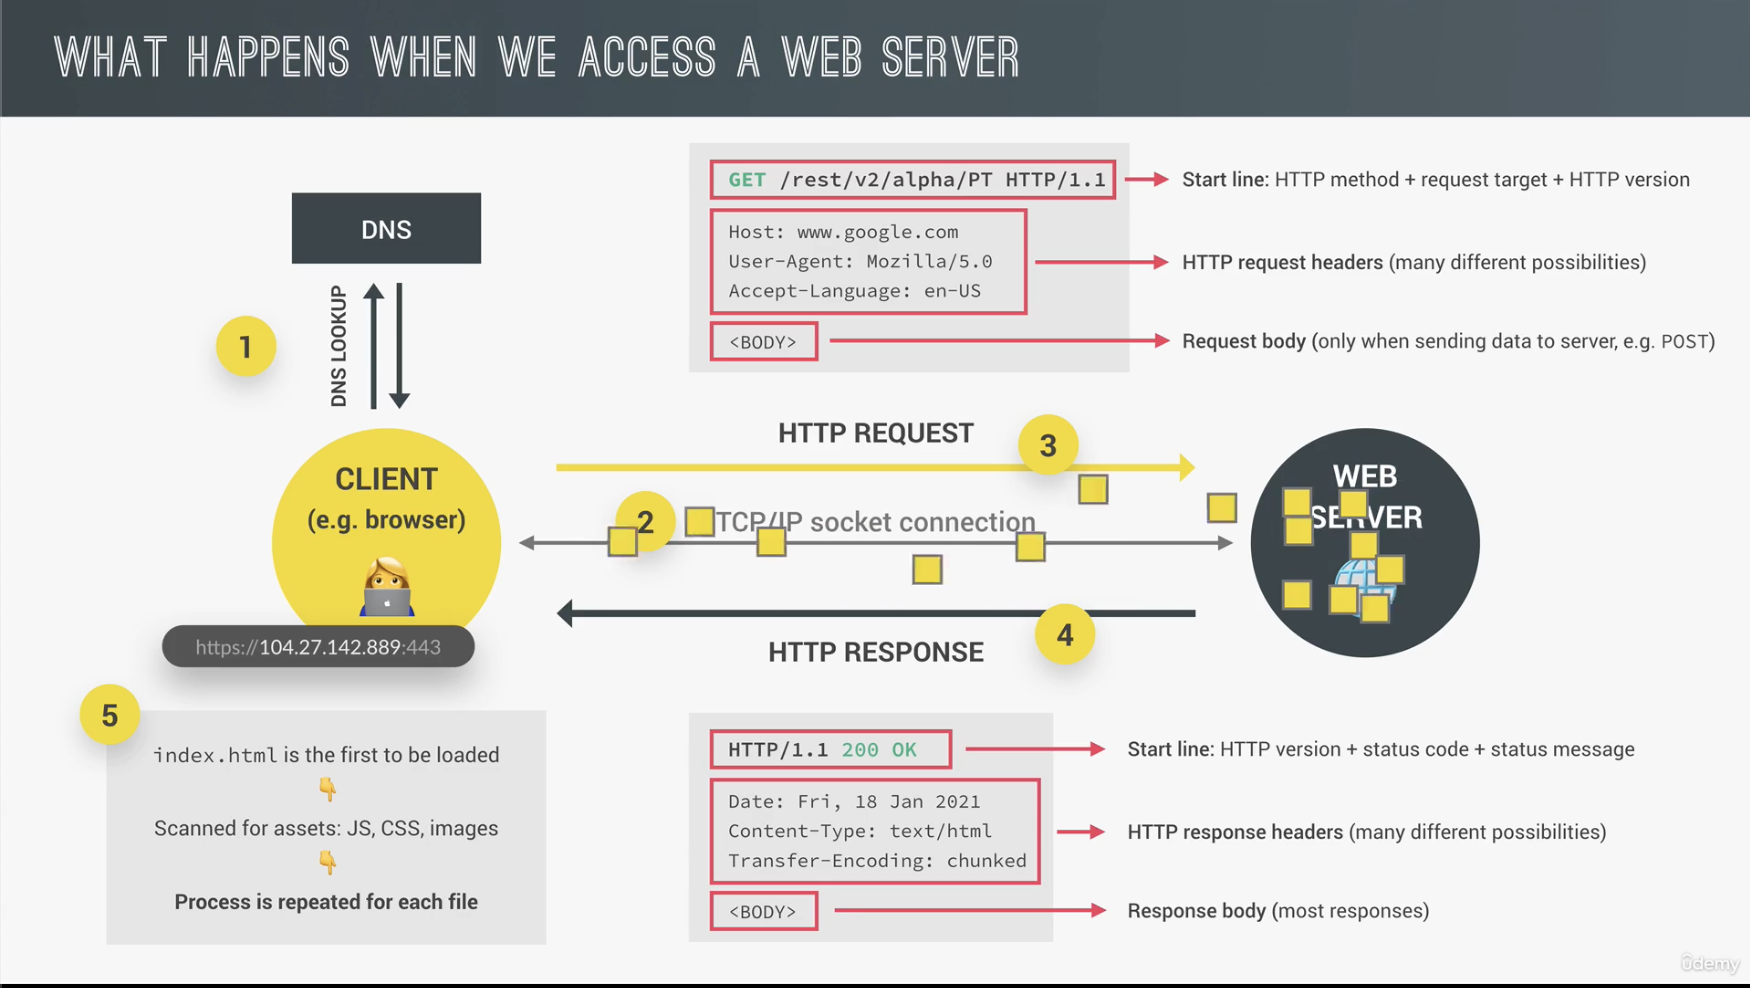 WHAT HAPPENS WHEN WE ACCESS A WEB SERVER
GET /rest/v2/alpha/PT HTTP/1.1
Start line: HTTP method + request target + HTTP version
Host: www.google.com
User-Agent: Mozilla/5.0
Accept-Language: en-US
HTTP request headers (many different possibilities)
<BODY>
Request body (only when sending data to server, e.g. POST)
DNS
DNS LOOKUP
1
CLIENT
(e.g. browser)
https://104.27.142.889:443
HTTP REQUEST
3
2
TCP/IP socket connection
WEB
SERVER
4
HTTP RESPONSE
5
index.html is the first to be loaded
Scanned for assets: JS, CSS, images
Process is repeated for each file
HTTP/1.1 200 OK
Start line: HTTP version + status code + status message
Date: Fri, 18 Jan 2021
Content-Type: text/html
Transfer-Encoding: chunked
HTTP response headers (many different possibilities)
<BODY>
Response body (most responses)
ûdemy